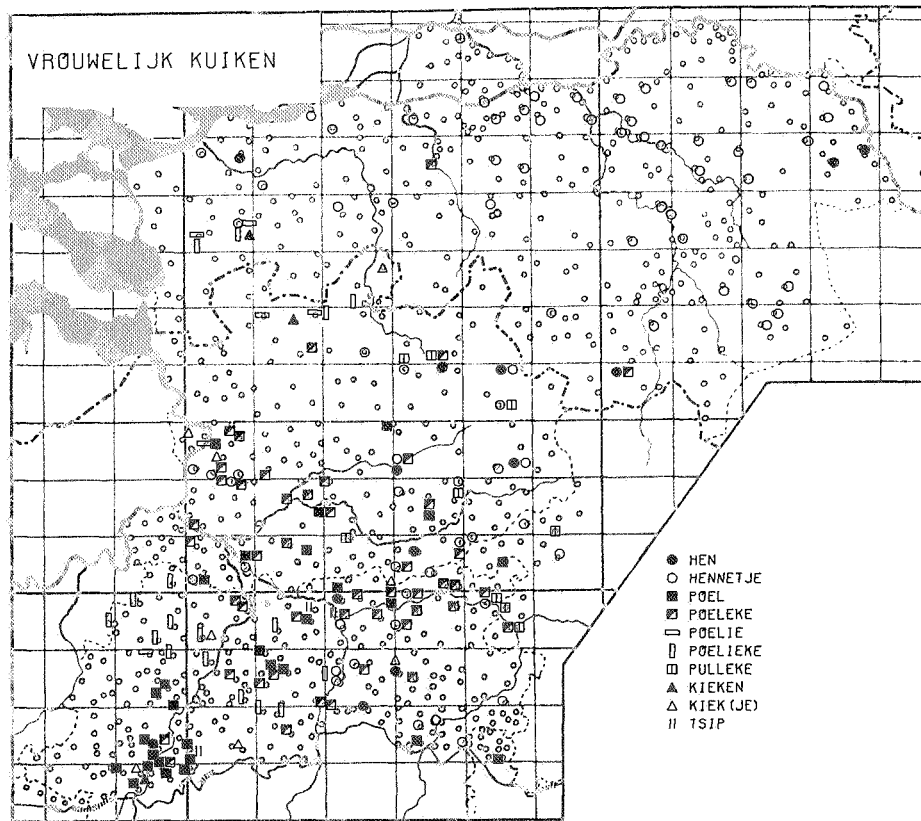 VROUWELIJK KUIKEN
HEN
HENNETJE
POEL
POELEKE
POELIE
POELIEKE
PULLEKE
KIEKEN
KIEK(JE)
TSIP